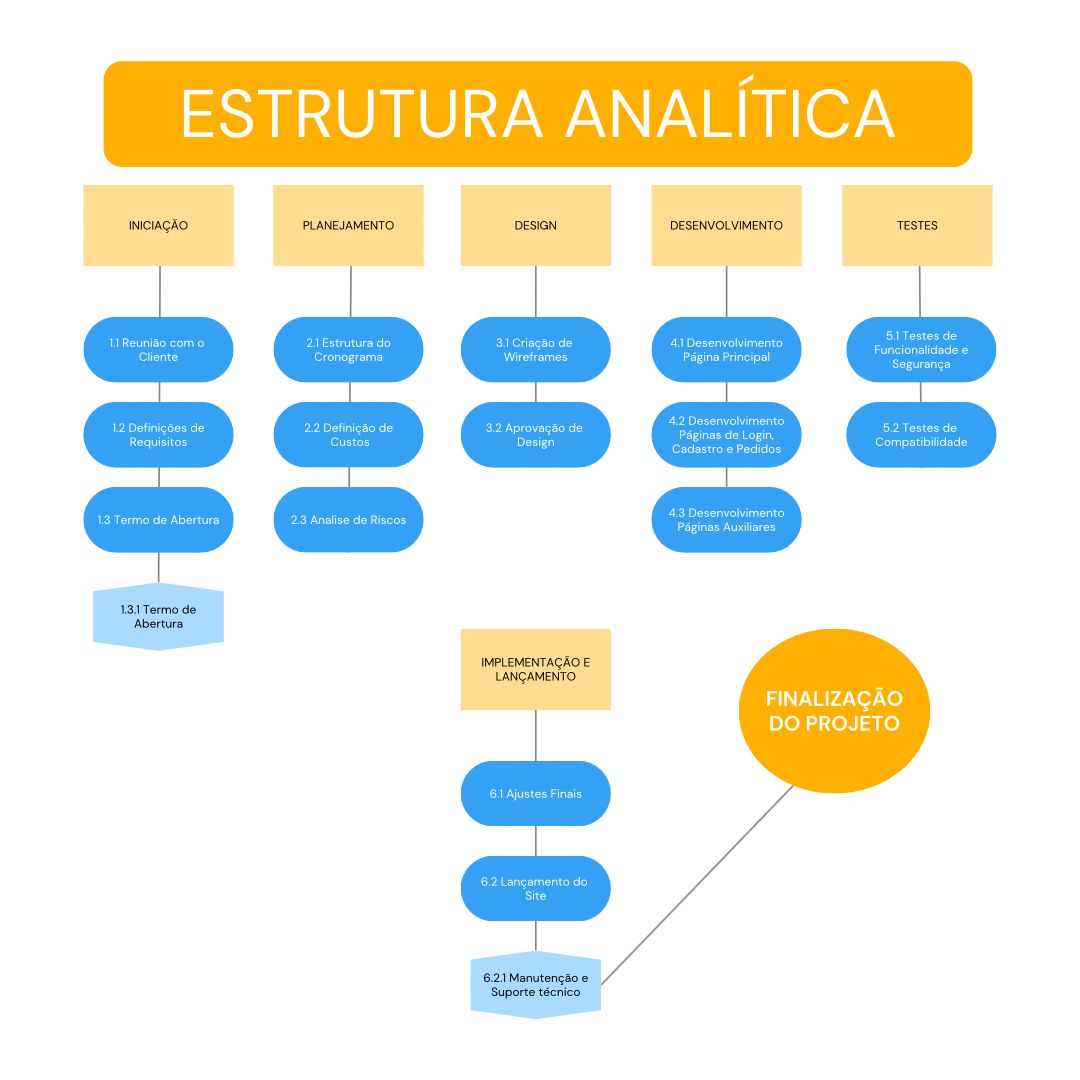 ESTRUTURA ANALÍTICA
INICIAÇÃO
PLANEJAMENTO
DESIGN
DESENVOLVIMENTO
TESTES
1.1 Reunião com o
Cliente
2.1 Estrutura do
Cronograma
3.1 Criação de
Wireframes
4.1 Desenvolvimento
Página Principal
5.1 Testes de
Funcionalidade e
Segurança
1.2 Definições de
Requisitos
2.2 Definição de
Custos
3.2 Aprovação de
Design
4.2 Desenvolvimento
Páginas de Login,
Cadastro e Pedidos
5.2 Testes de
Compatibilidade
1.3 Termo de Abertura
2.3 Analise de Riscos
4.3 Desenvolvimento
Páginas Auxiliares
1.3.1 Termo de
Abertura
IMPLEMENTAÇÃO E
LANÇAMENTO
FINALIZAÇÃO
DO PROJETO
6.1 Ajustes Finais
6.2 Lançamento do
Site
6.2.1 Manutenção e
Suporte técnico